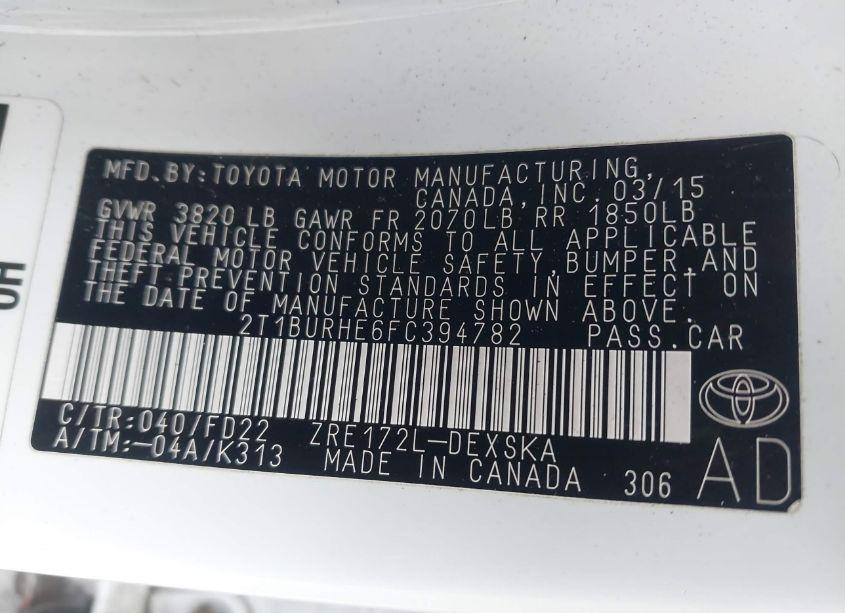 MFD.BY:TOYOTA MOTOR MANUFACTURING,
CANADA,INC.03/15
GVWR 3820LB GAWR FR 2070LB RR 1850LB
THIS VEHICLE CONFORMS TO ALL APPLICABLE
FEDERAL MOTOR VEHICLE SAFETY,BUMPER,AND
THEFT PREVENTION STANDARDS IN EFFECT ON
THE DATE OF MANUFACTURE SHOWN ABOVE.
2T1BURHE6FC394782 PASS.CAR
C/TR:040/FD22 ZRE172L-DEXSKA
A/TM:-04A/K313 MADE IN CANADA 306 AD